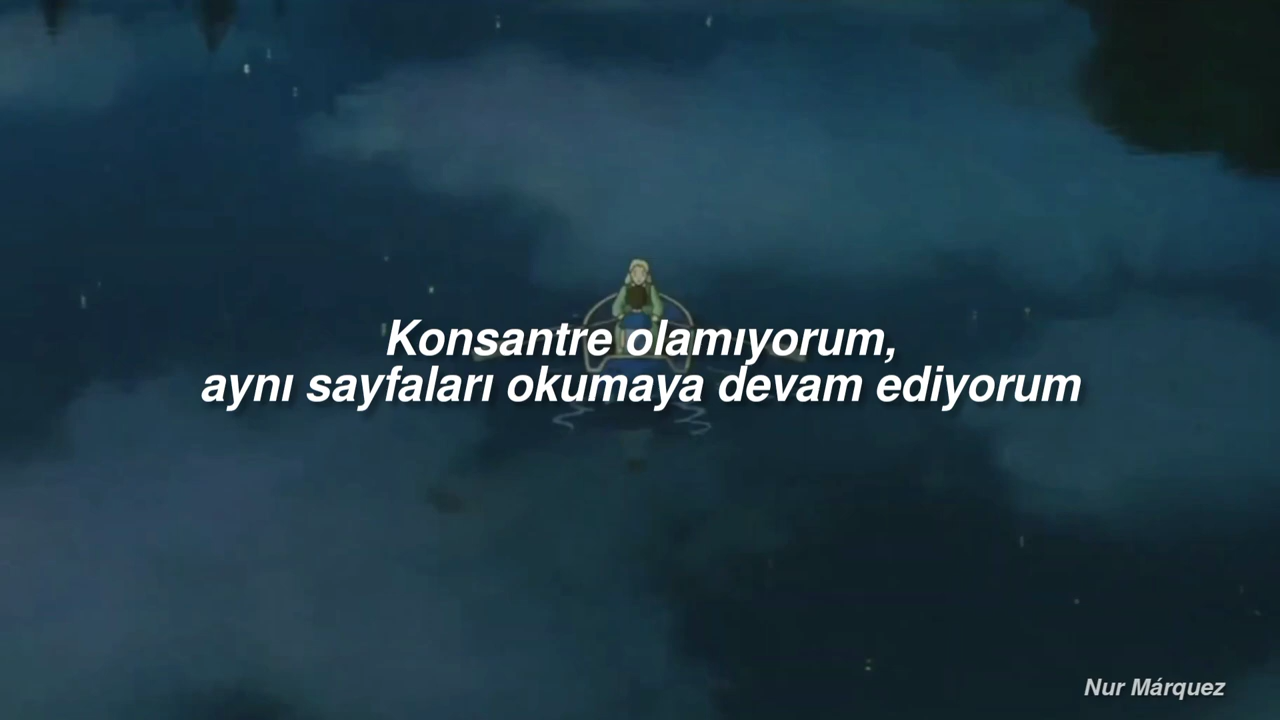 Konsantre olamıyorum,
aynı sayfaları okumaya devam ediyorum
Nur Márquez